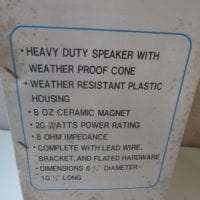 • HEAVY DUTY SPEAKER WITH
WEATHER PROOF CONE
• WEATHER RESISTANT PLASTIC
HOUSING
• 8 OZ CERAMIC MAGNET
• 20 WATTS POWER RATING
• 8 OHM IMPEDANCE
• COMPLETE WITH LEAD WIRE,
BRACKET, AND FLATED HARDWARE
• DIMENSIONS 6 ½" DIAMETER
10 ½" LONG